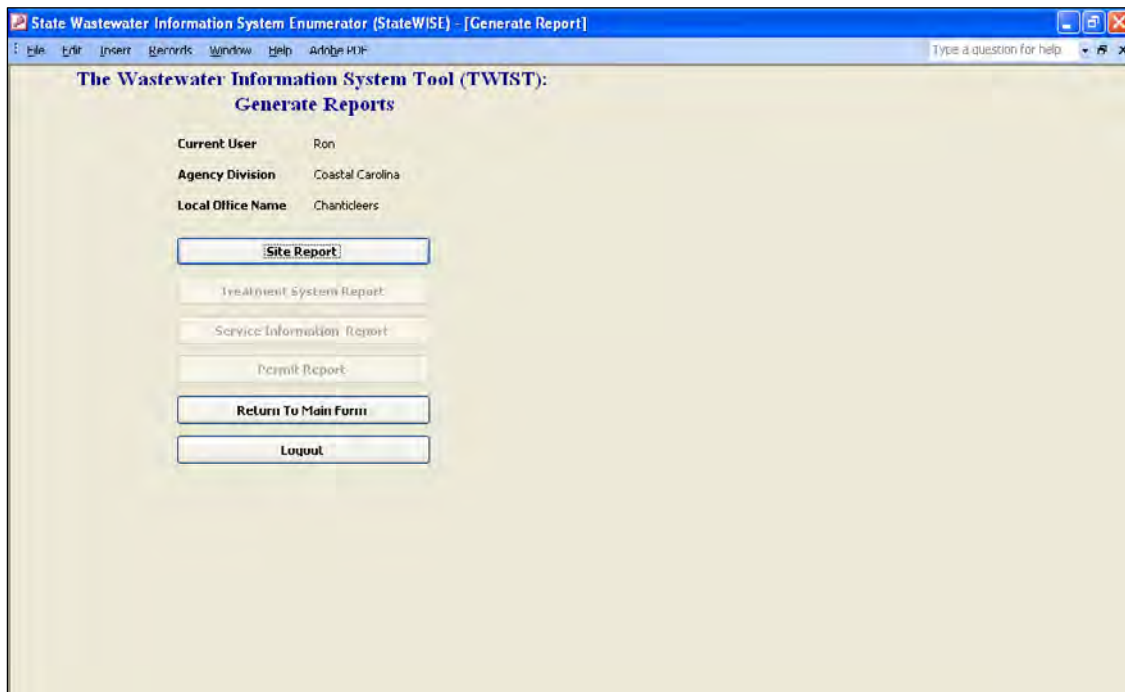 State Wastewater Information System Enumerator (StateWISE) - [Generate Report]
File Edit Insert Records Window Help Adobe PDF Type a question for help
The Wastewater Information System Tool (TWIST):
Generate Reports
Current User Ron
Agency Division Coastal Carolina
Local Office Name Chanticleers
Site Report
Treatment System Report
Service Information Report
Permit Report
Return To Main Form
Logout